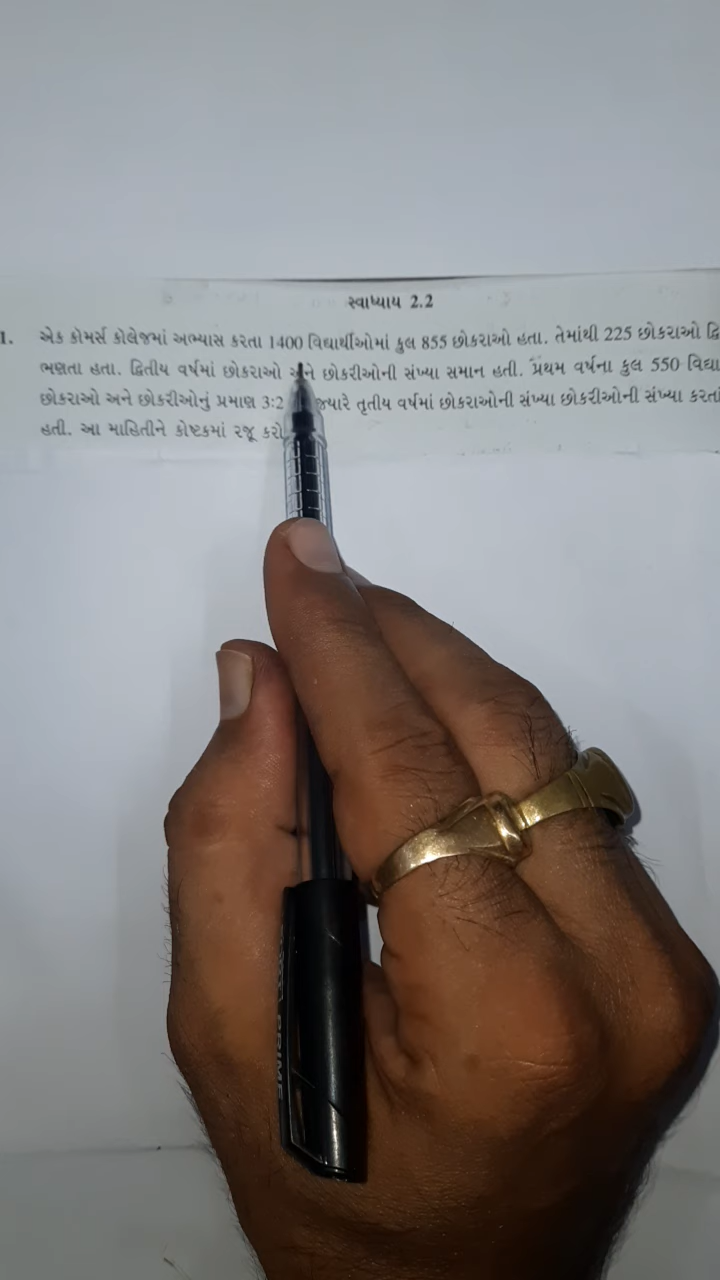 સ્વાધ્યાય 2.2
1. એક કોમર્સ કોલેજમાં અભ્યાસ કરતા 1400 વિદ્યાર્થીઓમાં કુલ 855 છોકરાઓ હતા. તેમાંથી 225 છોકરાઓ દ્વિ
ભણતા હતા. દ્વિતીય વર્ષમાં છોકરાઓ અને છોકરીઓની સંખ્યા સમાન હતી. પ્રથમ વર્ષના કુલ 550 વિદ્યા
છોકરાઓ અને છોકરીઓનું પ્રમાણ 3:2 જ્યારે તૃતીય વર્ષમાં છોકરાઓની સંખ્યા છોકરીઓની સંખ્યા કરતાં
હતી. આ માહિતીને કોષ્ટકમાં રજૂ કરો
PRIME